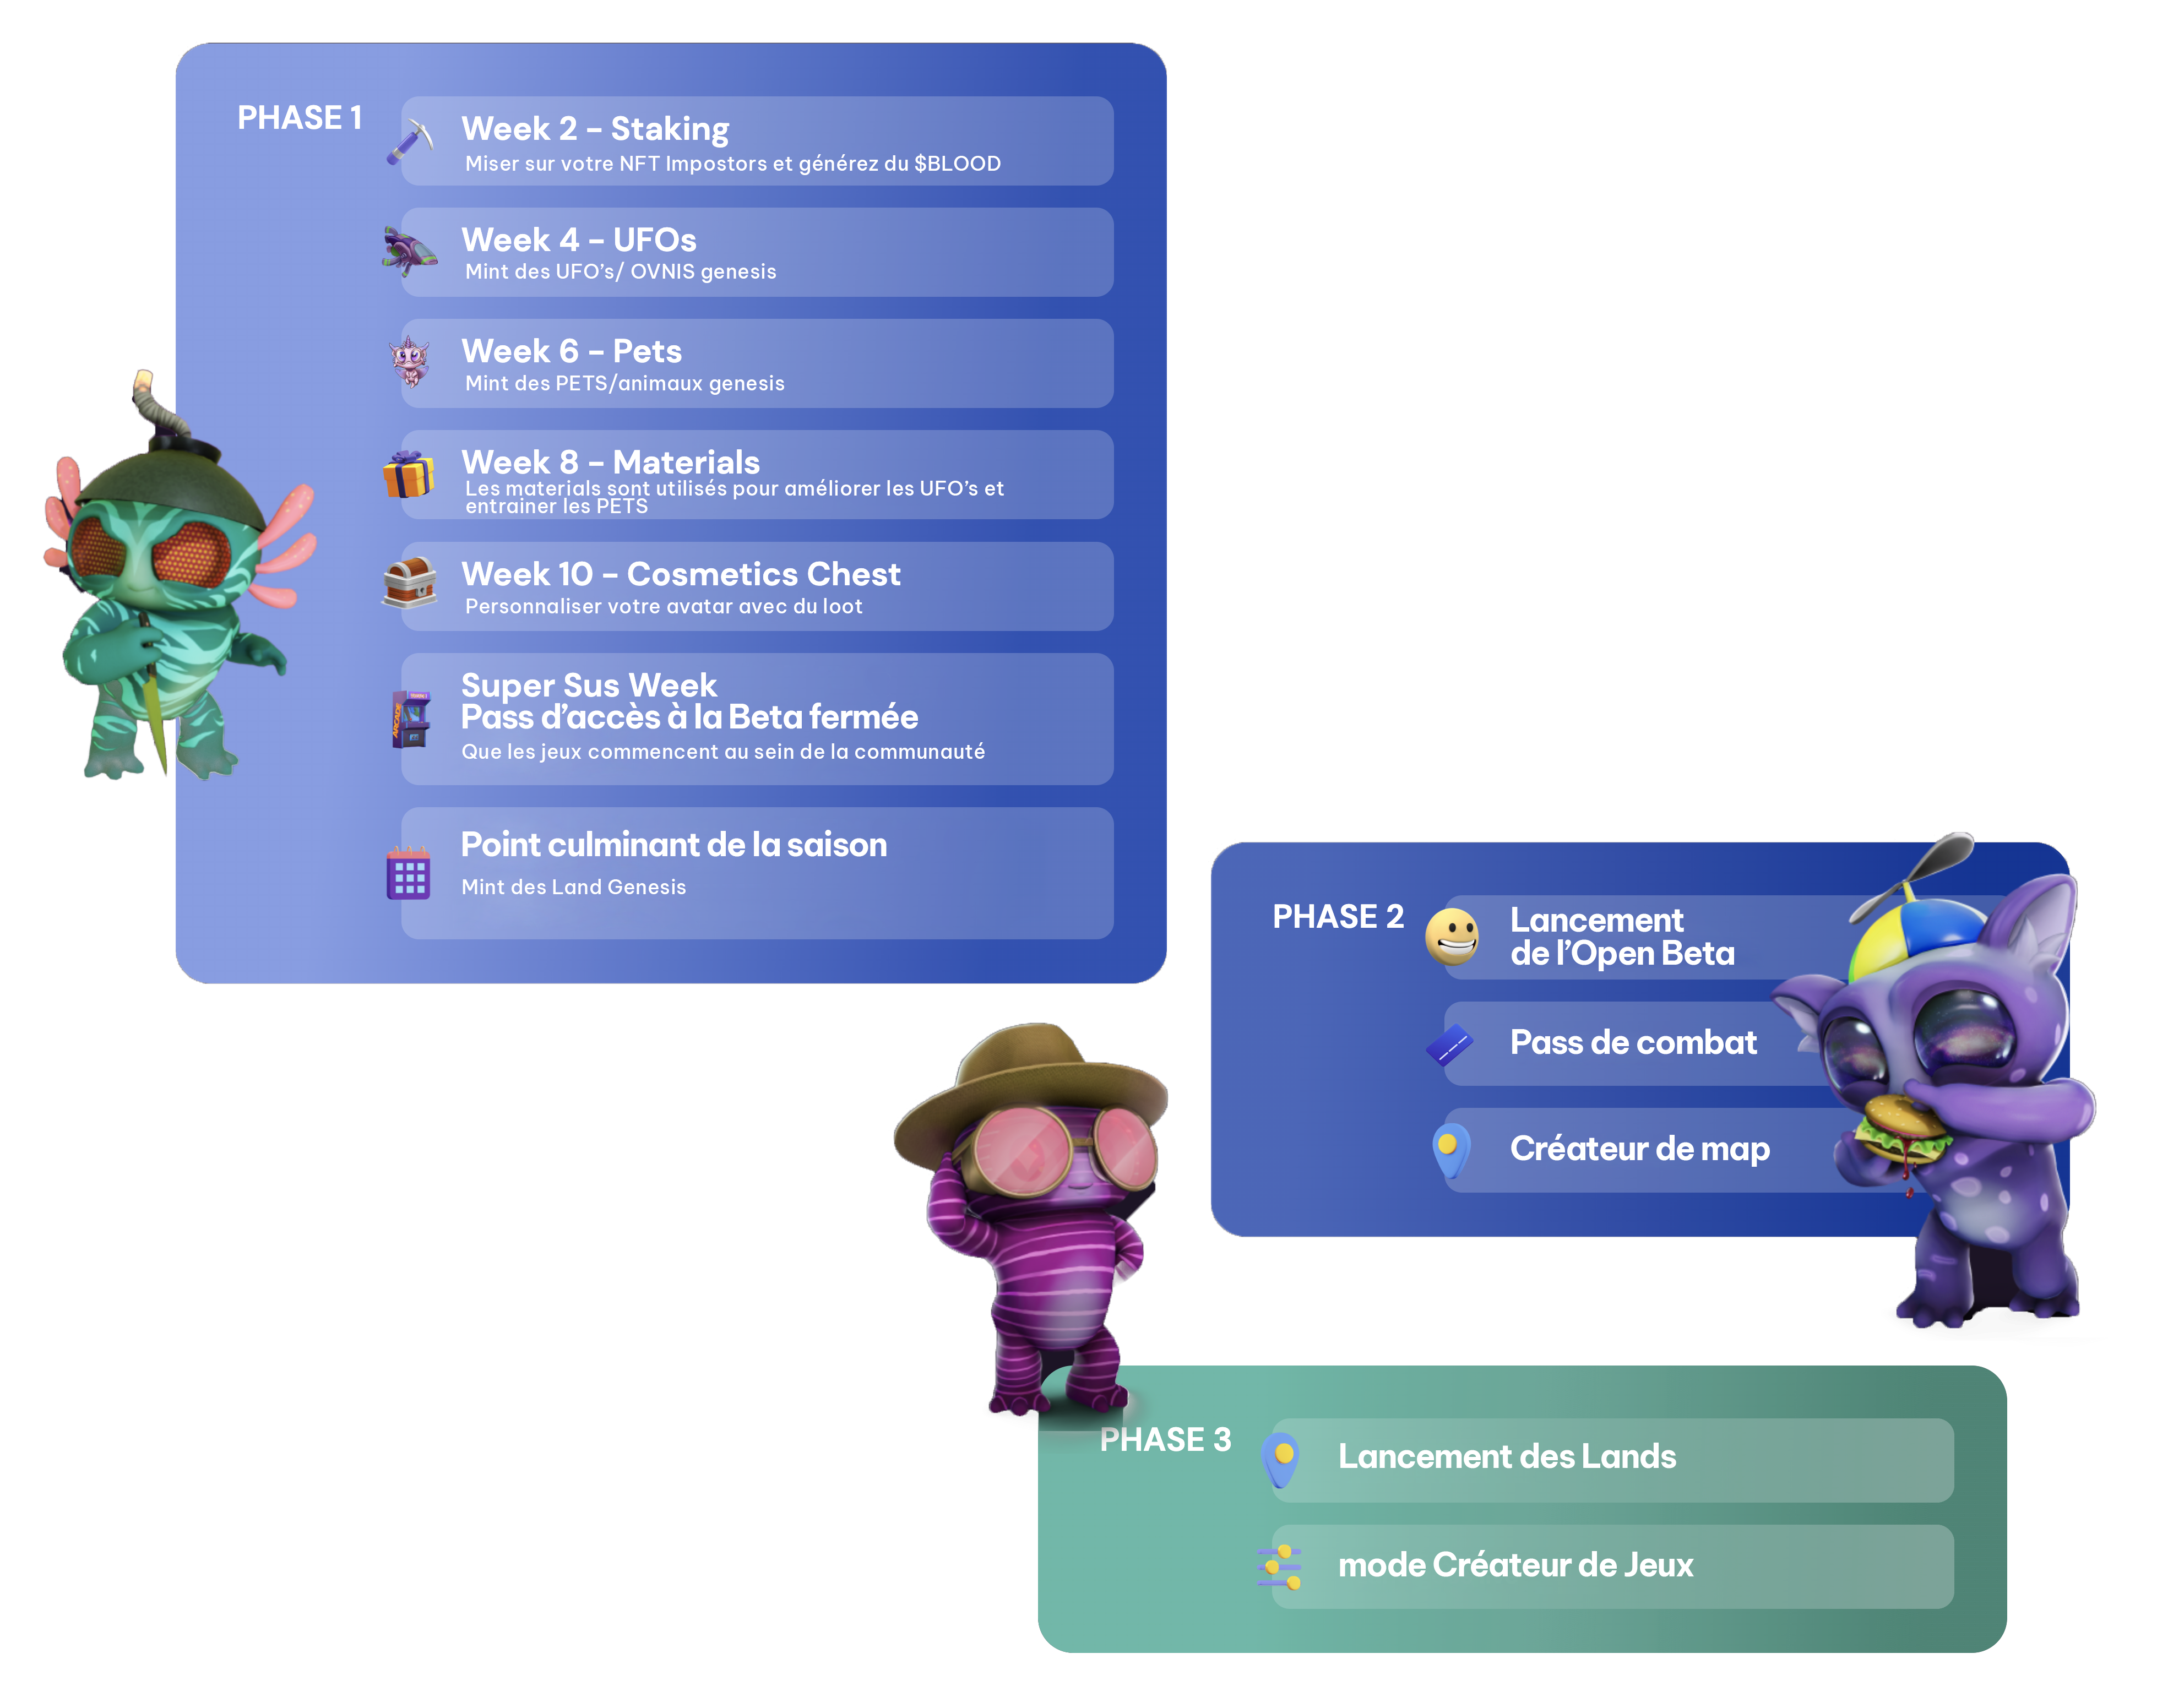 PHASE 1
Week 2 – Staking
Miser sur votre NFT Impostors et générez du $BLOOD
Week 4 – UFOs
Mint des UFO’s/ OVNIS genesis
Week 6 – Pets
Mint des PETS/animaux genesis
Week 8 – Materials
Les materials sont utilisés pour améliorer les UFO’s et
entrainer les PETS
Week 10 – Cosmetics Chest
Personnaliser votre avatar avec du loot
ARCADE
Super Sus Week
Pass d’accès à la Beta fermée
Que les jeux commencent au sein de la communauté
Point culminant de la saison
Mint des Land Genesis
PHASE 2
Lancement
de l’Open Beta
Pass de combat
Créateur de map
PHASE 3
Lancement des Lands
mode Créateur de Jeux